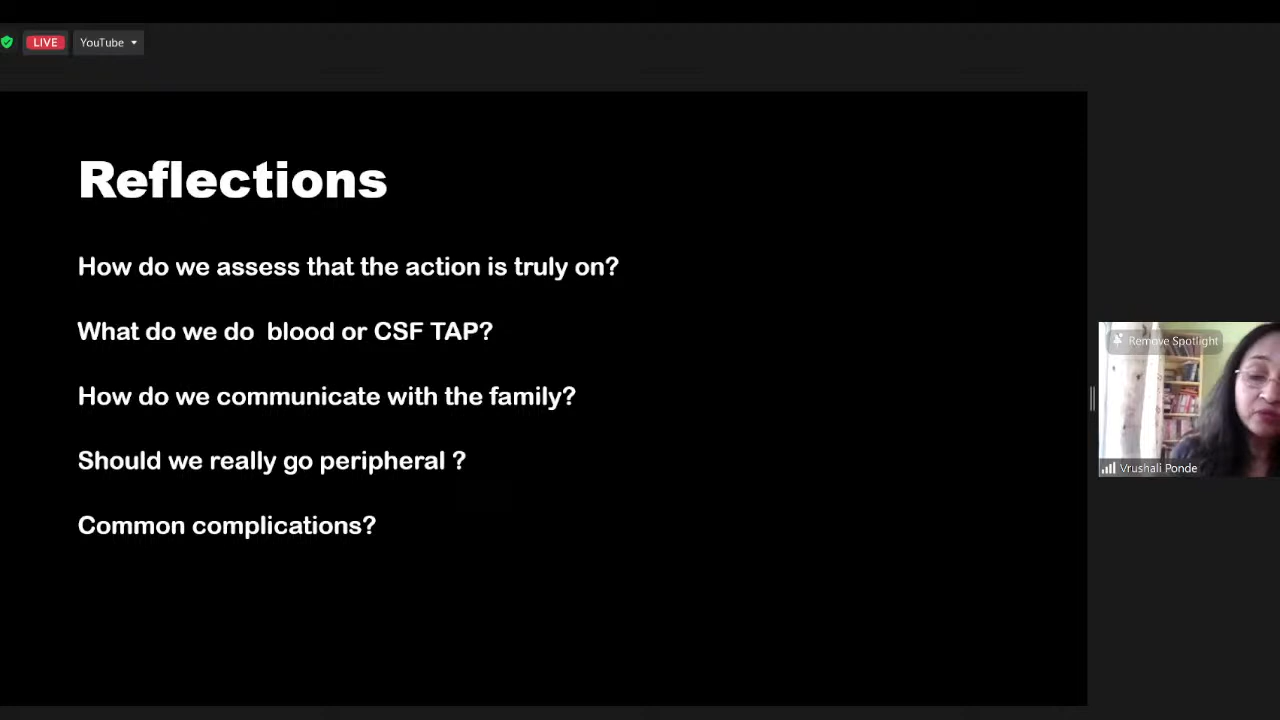 LIVE
YouTube
Reflections
How do we assess that the action is truly on?
What do we do  blood or CSF TAP?
How do we communicate with the family?
Should we really go peripheral ?
Common complications?
Remove Spotlight
Vrushali Ponde